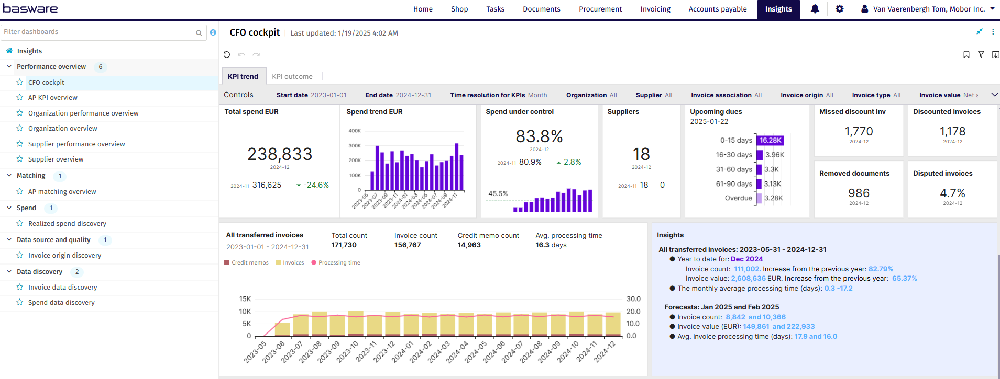 basware
Home Shop Tasks Documents Procurement Invoicing Accounts payable Insights Van Vaerenbergh Tom, Mobor Inc.
Filter dashboards
Insights
Performance overview 6
CFO cockpit
AP KPI overview
Organization performance overview
Organization overview
Supplier performance overview
Supplier overview
Matching 1
AP matching overview
Spend 1
Realized spend discovery
Data source and quality 1
Invoice origin discovery
Data discovery 2
Invoice data discovery
Spend data discovery
CFO cockpit Last updated: 1/19/2025 4:02 AM
KPI trend KPI outcome
Controls Start date 2023-01-01 End date 2024-12-31 Time resolution for KPIs Month Organization All Supplier All Invoice association All Invoice origin All Invoice type All Invoice value Net s
Total spend EUR
238,833
2024-12
2024-11 316,625 -24.6%
Spend trend EUR
400K
300K
200K
100K
0
2023-05 2023-07 2023-09 2023-11 2024-01 2024-03 2024-05 2024-07 2024-09 2024-11
Spend under control
83.8%
2024-12
2024-11 80.9% 2.8%
45.5%
Suppliers
18
2024-12
2024-11 18 0
Upcoming dues
2025-01-22
0-15 days 16.28K
16-30 days 3.96K
31-60 days 3.3K
61-90 days 3.13K
Overdue 3.28K
Missed discount Inv
1,770
2024-12
Discounted invoices
1,178
2024-12
Removed documents
986
2024-12
Disputed invoices
4.7%
2024-12
All transferred invoices
2023-01-01 - 2024-12-31
Total count
171,730
Invoice count
156,767
Credit memo count
14,963
Avg. processing time
16.3 days
Credit memos Invoices Processing time
15K 30.0
10K 20.0
5K 10.0
0 0.0
2023-05 2023-06 2023-07 2023-08 2023-09 2023-10 2023-11 2023-12 2024-01 2024-02 2024-03 2024-04 2024-05 2024-06 2024-07 2024-08 2024-09 2024-10 2024-11 2024-12
Insights
All transferred invoices: 2023-05-31 - 2024-12-31
Year to date for: Dec 2024
Invoice count: 111,002. Increase from the previous year: 82.79%
Invoice value: 2,608,636 EUR. Increase from the previous year: 65.37%
The monthly average processing time (days): 0.3 -17.2
Forecasts: Jan 2025 and Feb 2025
Invoice count: 8,842 and 10,366
Invoice value (EUR): 149,861 and 222,933
Avg. invoice processing time (days): 17.9 and 16.0